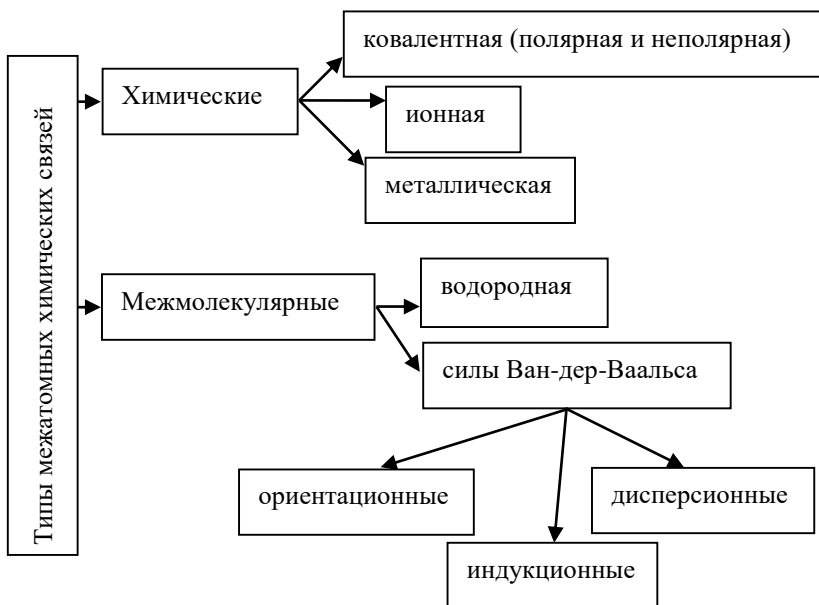 Типы межатомных химических связей
Химические
ковалентная (полярная и неполярная)
ионная
металлическая
Межмолекулярные
водородная
силы Ван-дер-Ваальса
ориентационные
дисперсионные
индукционные